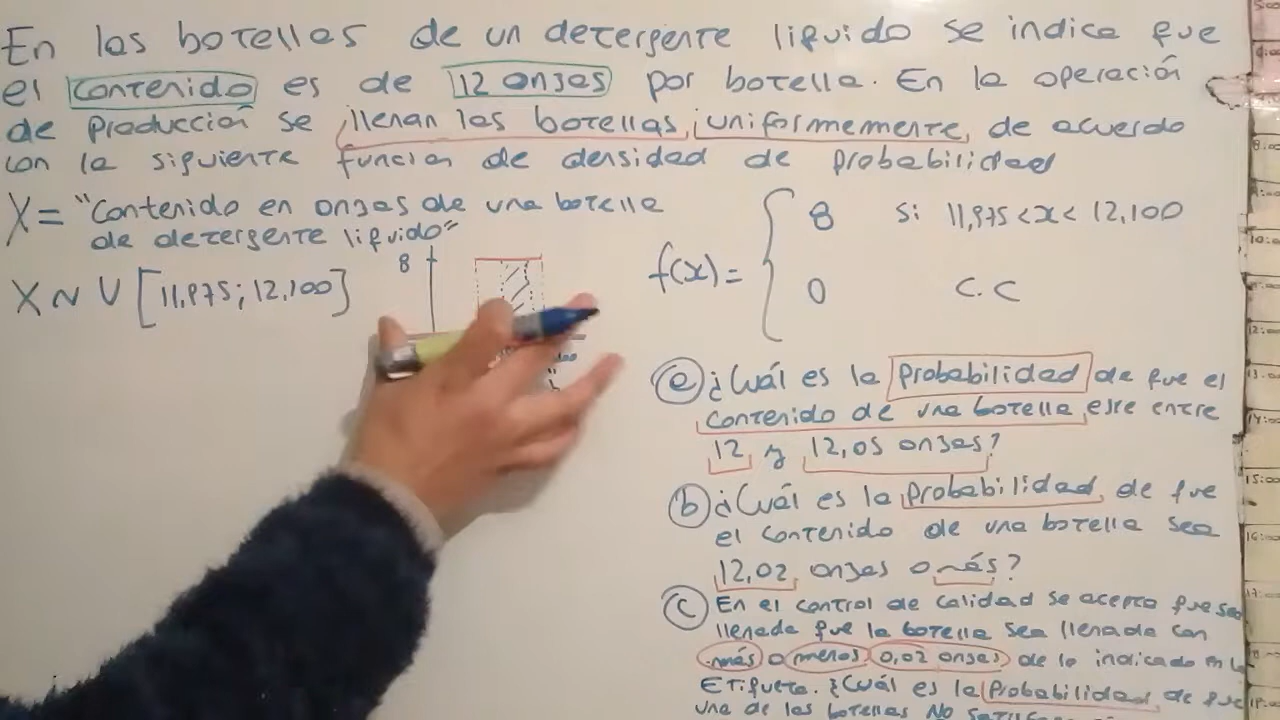 En las botellas de un detergente liquido se indica que
el contenido es de 12 onzas por botella. En la operación
de producción se llenan las botellas, uniformemente, de acuerdo
con la siguiente funcion de densidad de probabilidad
X = "Contenido en onzas de una botella
de detergente liquido"
X ~ U [11,975; 12,100]
8
f(x) =
8 si 11,975 < x < 12.100
0 c.c
a ¿Cuál es la probabilidad de que el
contenido de una botella este entre
12 y 12,05 onzas?
b ¿Cuál es la probabilidad de que
el contenido de una botella sea
12,02 onzas o más?
c En el control de calidad se acepta que sea
llenada que la botella sea llenada con
más o menos 0,02 onzas de lo indicado en la
Etiqueta. ¿Cuál es la probabilidad de que
una de las botellas NO